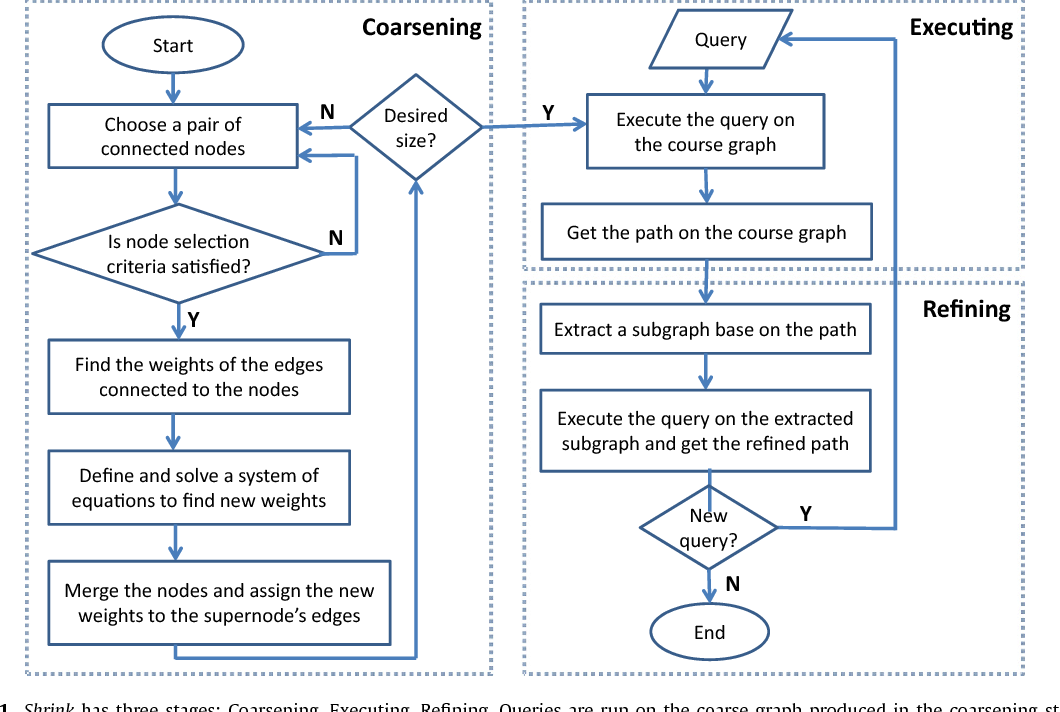 Coarsening
Start
Choose a pair of
connected nodes
N
Desired
size?
Y
Is node selection
criteria satisfied?
N
Y
Find the weights of the edges
connected to the nodes
Define and solve a system of
equations to find new weights
Merge the nodes and assign the new
weights to the supernode's edges
Executing
Query
Execute the query on
the course graph
Get the path on the course graph
Refining
Extract a subgraph base on the path
Execute the query on the extracted
subgraph and get the refined path
New
query?
Y
N
End
1. Shrink has three stages: Coarsening, Executing, Refining. Queries are run on the coarse graph produced in the coarsening